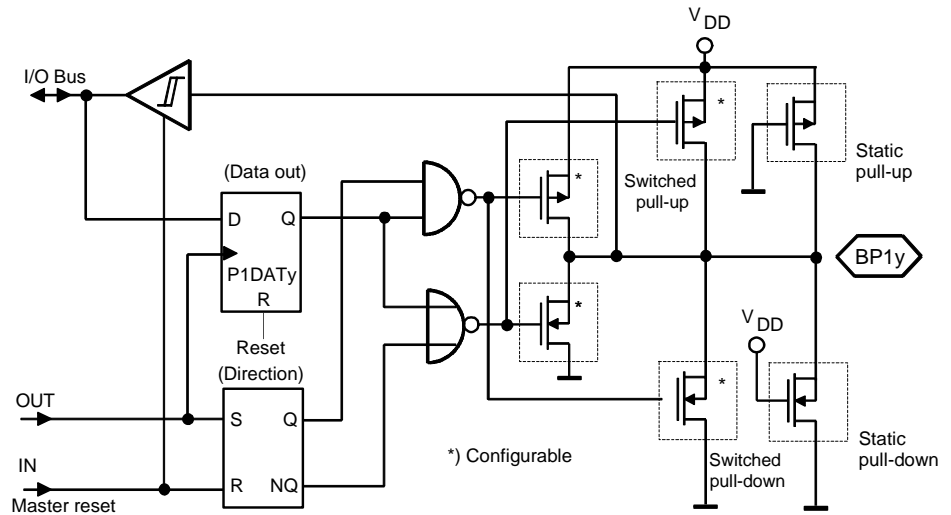 V
DD
I/O Bus
*
*
(Data out)
Static
pull-up
Switched
pull-up
D
Q
BP1y
P1DATy
R
*
V
DD
Reset
(Direction)
*
OUT
S
Q
*) Configurable
Static
pull-down
IN
Switched
pull-down
R
NQ
Master reset